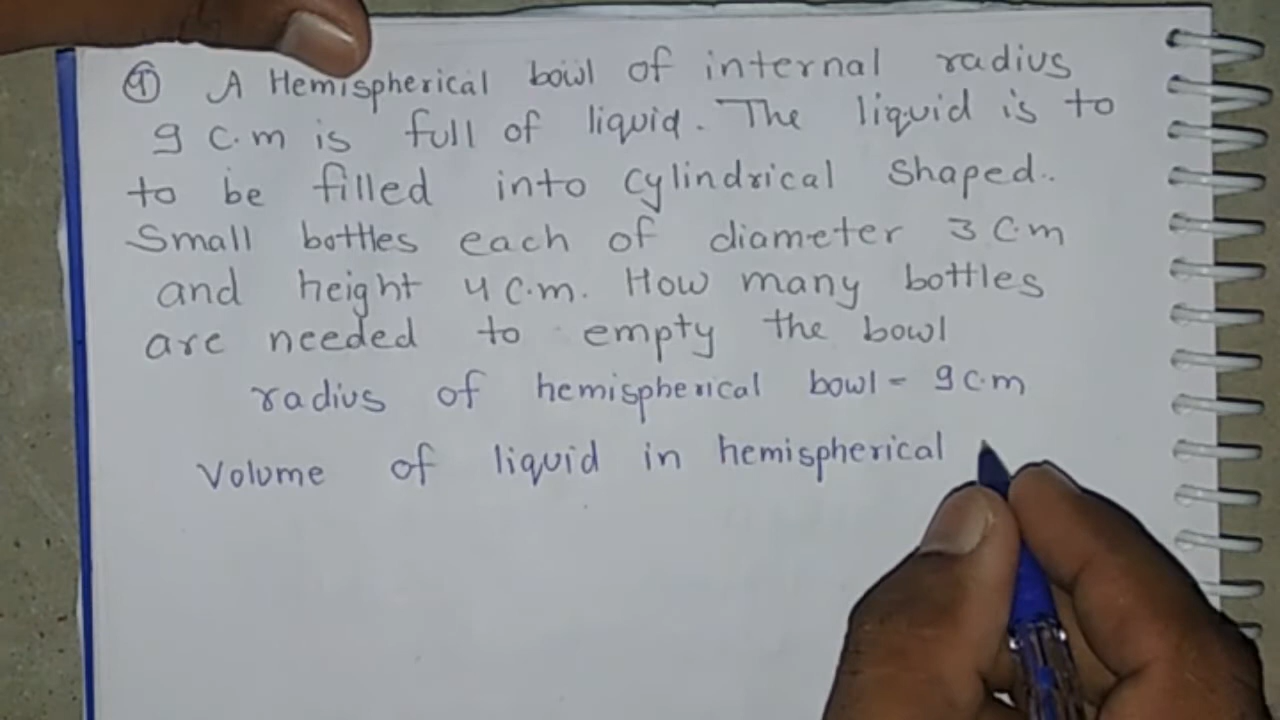 9 A Hemispherical bowl of internal radius
9 c.m is full of liquid. The liquid is to
to be filled into cylindrical shaped..
Small bottles each of diameter 3 c.m
and height 4 c.m. How many bottles
are needed to empty the bowl
radius of hemispherical bowl = 9 c.m
Volume of liquid in hemispherical